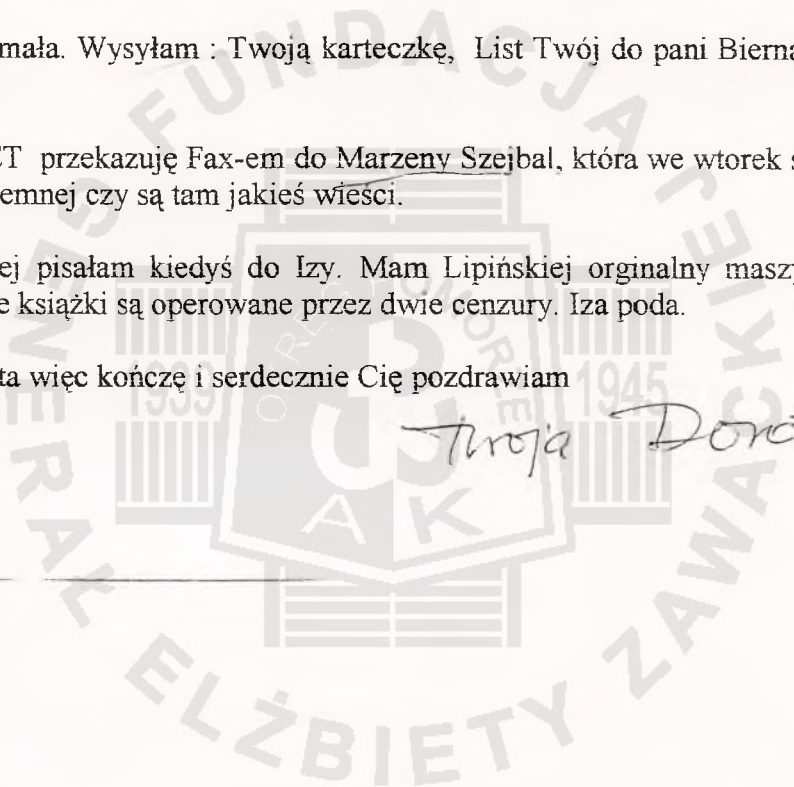 mała. Wysyłam : Twoją karteczkę, List Twój do pani Bierna
CT przekazuję Fax-em do Marzeny Szejbal, która we wtorek s
emnej czy są tam jakieś wieści.
ej pisałam kiedyś do Izy. Mam Lipińskiej orginalny maszy
e książki są operowane przez dwie cenzury. Iza poda.
ta więc kończę i serdecznie Cię pozdrawiam
Twoja Doro
FUNDACJA
GENERAŁ ELŻBIETY ZAWACKIEJ
1939
1945
AK